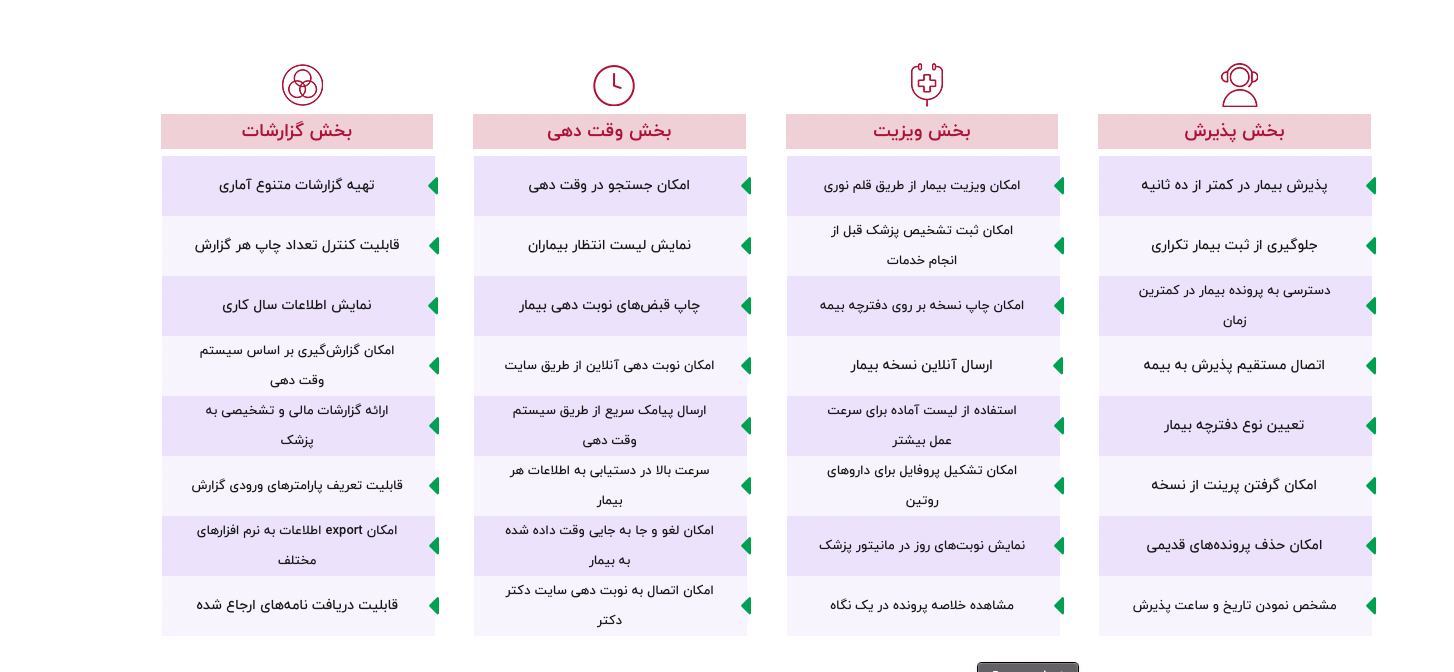 بخش پذیرش
پذیرش بیمار در کمتر از ده ثانیه
جلوگیری از ثبت بیمار تکراری
دسترسی به پرونده بیمار در کمترین
زمان
اتصال مستقیم پذیرش به بیمه
تعیین نوع دفترچه بیمار
امکان گرفتن پرینت از نسخه
امکان حذف پرونده‌های قدیمی
مشخص نمودن تاریخ و ساعت پذیرش
بخش ویزیت
امکان ویزیت بیمار از طریق قلم نوری
امکان ثبت تشخیص پزشک قبل از
انجام خدمات
امکان چاپ نسخه بر روی دفترچه بیمه
ارسال آنلاین نسخه بیمار
استفاده از لیست آماده برای سرعت
عمل بیشتر
امکان تشکیل پروفایل برای داروهای
روتین
نمایش نوبت‌های روز در مانیتور پزشک
مشاهده خلاصه پرونده در یک نگاه
بخش وقت دهی
امکان جستجو در وقت دهی
نمایش لیست انتظار بیماران
چاپ قبض‌های نوبت دهی بیمار
امکان نوبت دهی آنلاین از طریق سایت
ارسال پیامک سریع از طریق سیستم
وقت دهی
سرعت بالا در دستیابی به اطلاعات هر
بیمار
امکان لغو و جا به جایی وقت داده شده
به بیمار
امکان اتصال به نوبت دهی سایت دکتر
دکتر
بخش گزارشات
تهیه گزارشات متنوع آماری
قابلیت کنترل تعداد چاپ هر گزارش
نمایش اطلاعات سال کاری
امکان گزارش‌گیری بر اساس سیستم
وقت دهی
ارائه گزارشات مالی و تشخیصی به
پزشک
قابلیت تعریف پارامترهای ورودی گزارش
امکان export اطلاعات به نرم افزارهای
مختلف
قابلیت دریافت نامه‌های ارجاع شده